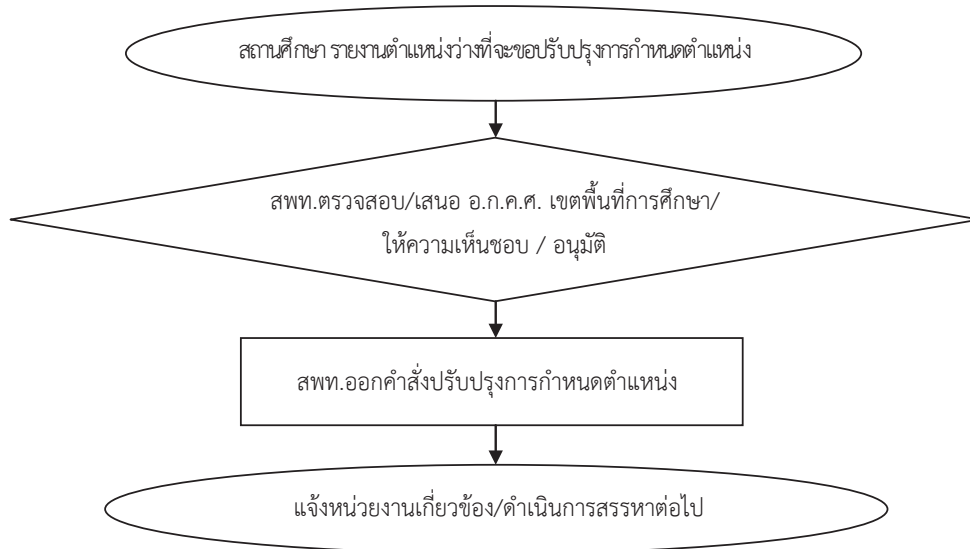 สถานศึกษา รายงานตำแหน่งว่างที่จะขอปรับปรุงการกำหนดตำแหน่ง
สพท.ตรวจสอบ/เสนอ อ.ก.ค.ศ. เขตพื้นที่การศึกษา/
ให้ความเห็นชอบ / อนุมัติ
สพท.ออกคำสั่งปรับปรุงการกำหนดตำแหน่ง
แจ้งหน่วยงานเกี่ยวข้อง/ดำเนินการสรรหาต่อไป